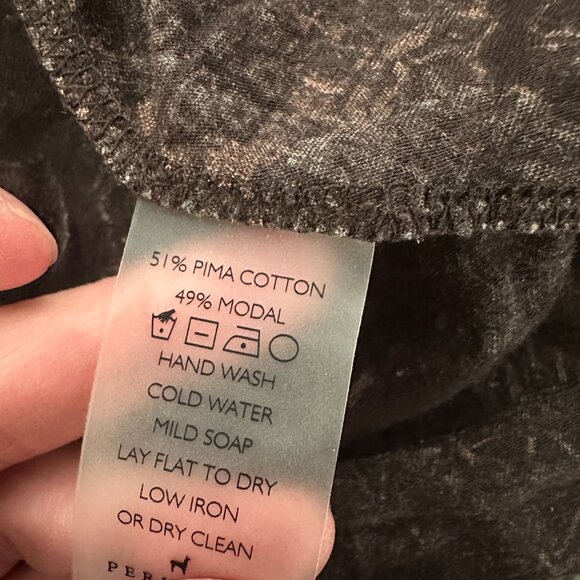 51% PIMA COTTON
49% MODAL
HAND WASH
COLD WATER
MILD SOAP
LAY FLAT TO DRY
LOW IRON
OR DRY CLEAN